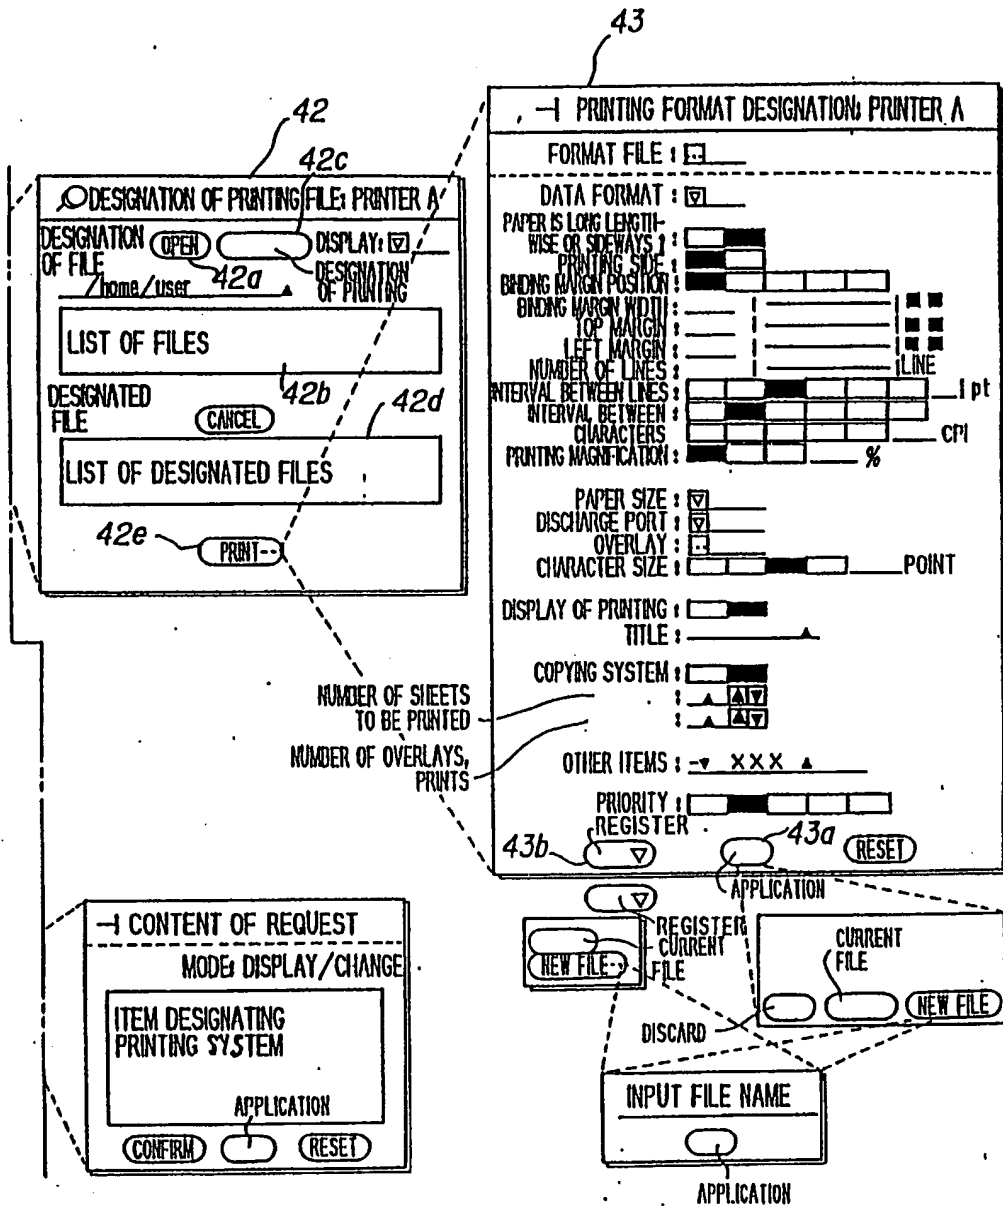 43
PRINTING FORMAT DESIGNATION: PRINTER A
FORMAT FILE :
DATA FORMAT :
PAPER IS LONG LENGTH-
WISE OR SIDEWAYS :
PRINTING SIDE :
BINDING MARGIN POSITION :
BINDING MARGIN WIDTH :
TOP MARGIN :
LEFT MARGIN :
NUMBER OF LINES :
LINE
INTERVAL BETWEEN LINES :
1 pt
INTERVAL BETWEEN :
CHARACTERS
CPI
PRINTING MAGNIFICATION :
%
PAPER SIZE :
DISCHARGE PORT :
OVERLAY :
CHARACTER SIZE :
POINT
DISPLAY OF PRINTING :
TITLE :
COPYING SYSTEM :
NUMBER OF SHEETS
TO BE PRINTED
NUMBER OF OVERLAYS,
PRINTS
OTHER ITEMS : XXX
PRIORITY :
REGISTER
43b
43a
RESET
APPLICATION
42
42c
DESIGNATION OF PRINTING FILE: PRINTER A
DESIGNATION
OF FILE
OPEN
DISPLAY:
42a
DESIGNATION
OF PRINTING
/home/user
LIST OF FILES
42b
DESIGNATED
FILE
CANCEL
42d
LIST OF DESIGNATED FILES
42e
PRINT--
REGISTER
CURRENT
FILE
NEW FILE--
CURRENT
FILE
DISCARD
NEW FILE
INPUT FILE NAME
APPLICATION
CONTENT OF REQUEST
MODE: DISPLAY/CHANGE
ITEM DESIGNATING
PRINTING SYSTEM
APPLICATION
CONFIRM
RESET